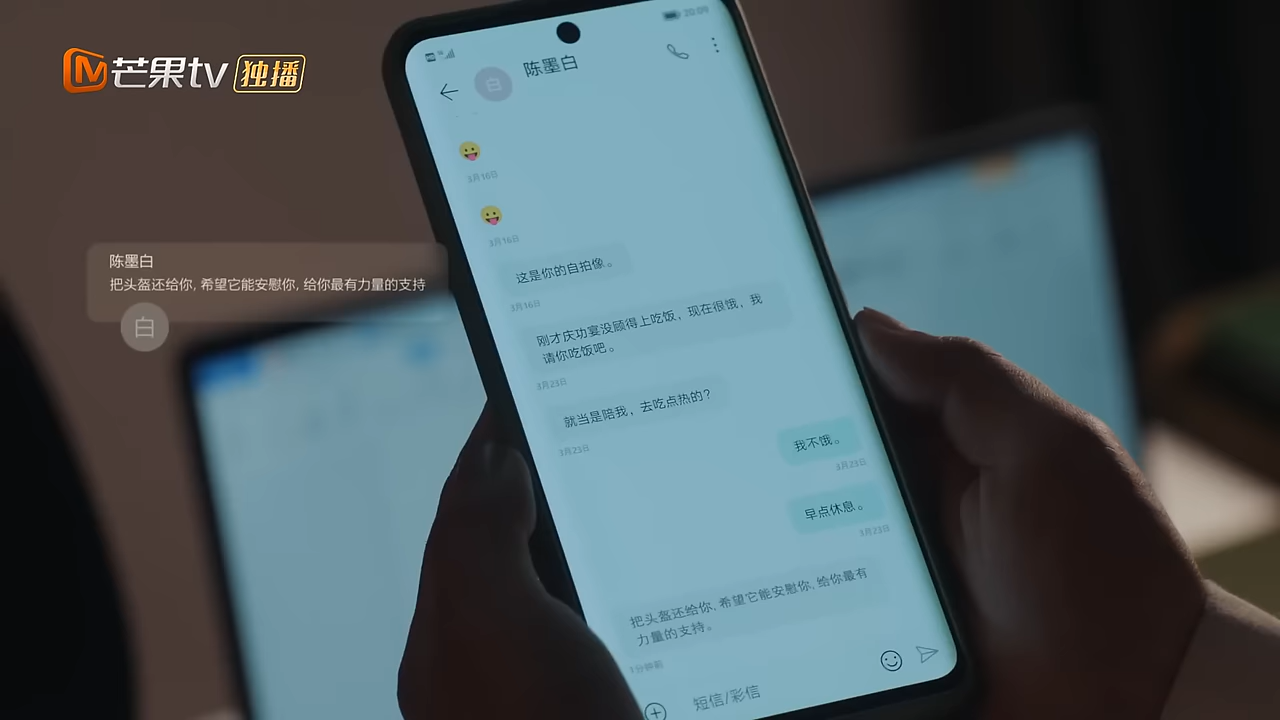 芒果tv 独播
20:09
陈墨白
白
3月16日
3月16日
这是你的自拍像。
3月16日
刚才庆功宴没顾得上吃饭，现在很饿，我
请你吃饭吧。
3月23日
就当是陪我，去吃点热的？
3月23日
我不饿。
3月23日
早点休息。
3月23日
把头盔还给你, 希望它能安慰你, 给你最有
力量的支持。
1分钟前
短信/彩信
陈墨白
把头盔还给你, 希望它能安慰你, 给你最有力量的支持
白